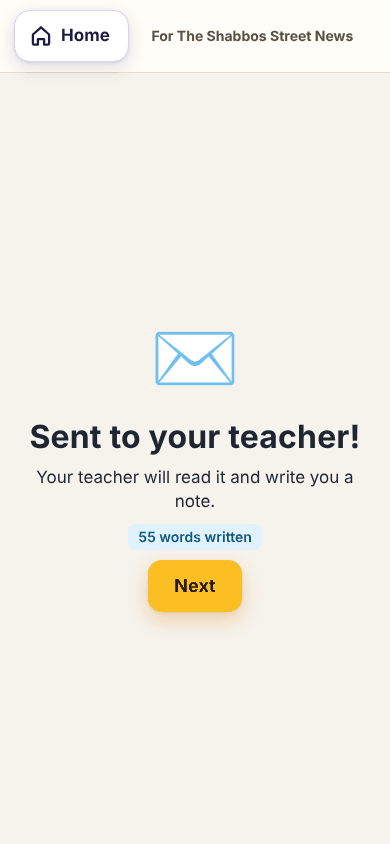 Home
For The Shabbos Street News
Sent to your teacher!
Your teacher will read it and write you a
note.
55 words written
Next